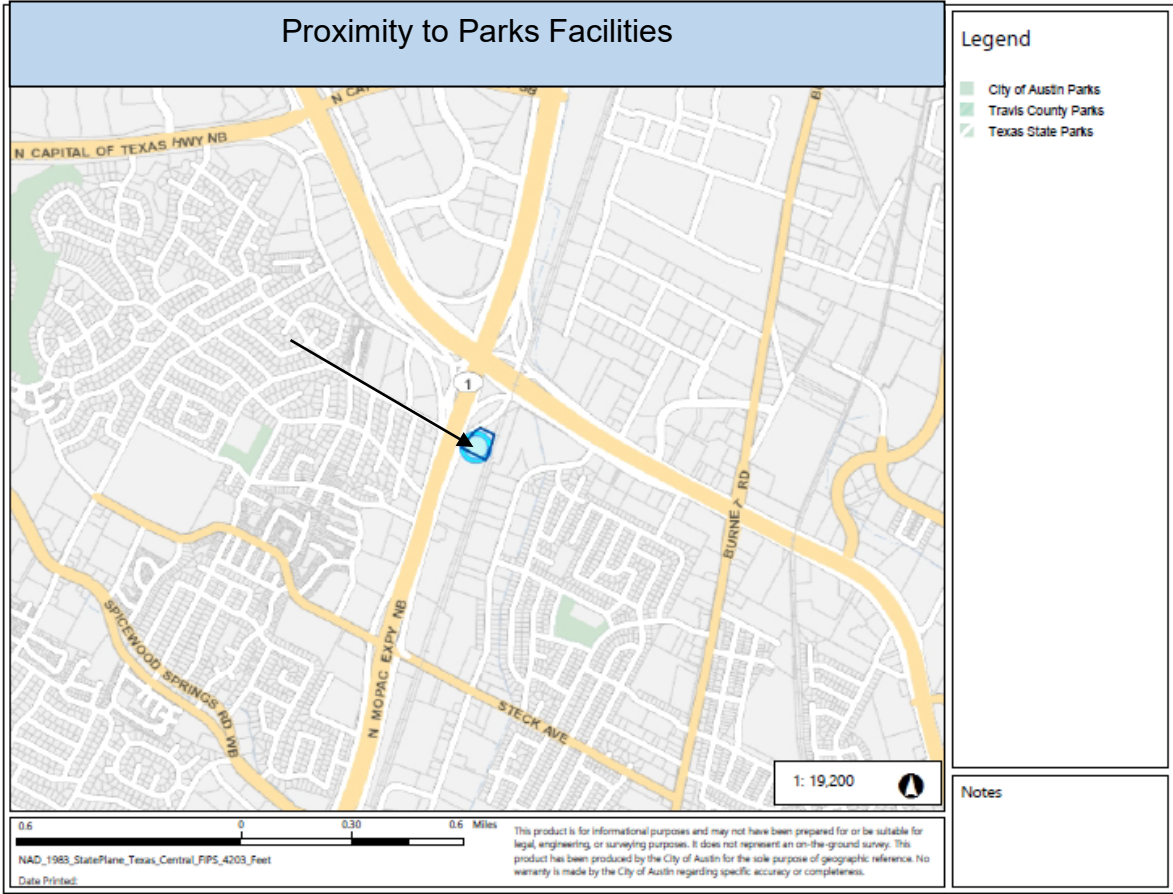 Proximity to Parks Facilities
Legend
City of Austin Parks
Travis County Parks
Texas State Parks
N CAPITAL OF TEXAS HWY NB
1
BURNET RD
N MOPAC EXPY NB
SPICEWOOD SPRINGS RD WB
STECK AVE
1: 19,200
Notes
0.6 0 0.30 0.6 Miles
NAD_1983_StatePlane_Texas_Central_FIPS_4203_Feet
Date Printed:
This product is for informational purposes and may not have been prepared for or be suitable for
legal, engineering, or surveying purposes. It does not represent an on-the-ground survey. This
product has been produced by the City of Austin for the sole purpose of geographic reference. No
warranty is made by the City of Austin regarding specific accuracy or completeness.